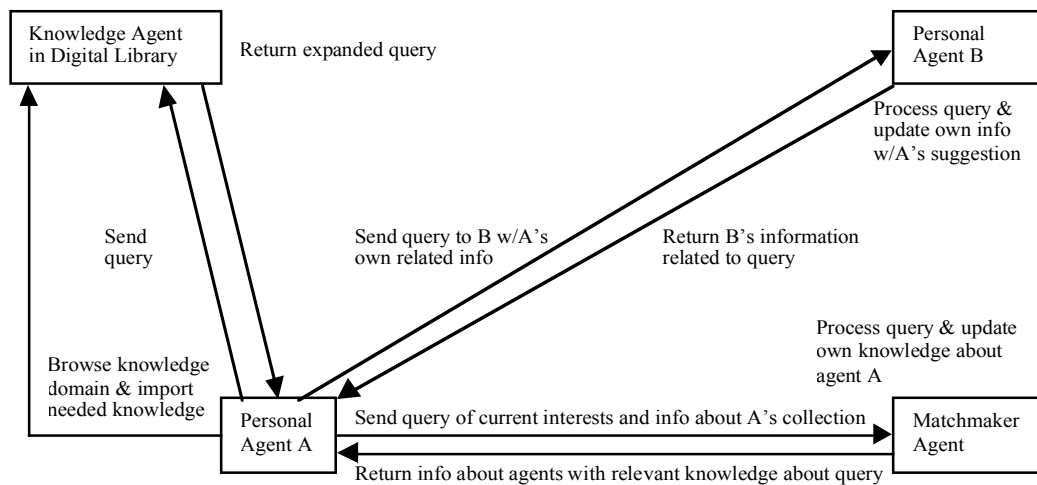 Knowledge Agent
in Digital Library
Return expanded query
Personal
Agent B
Process query &
update own info
w/A's suggestion
Send
query
Send query to B w/A's
own related info
Return B's information
related to query
Process query & update
own knowledge about
agent A
Browse knowledge
domain & import
needed knowledge
Personal
Agent A
Send query of current interests and info about A's collection
Matchmaker
Agent
Return info about agents with relevant knowledge about query